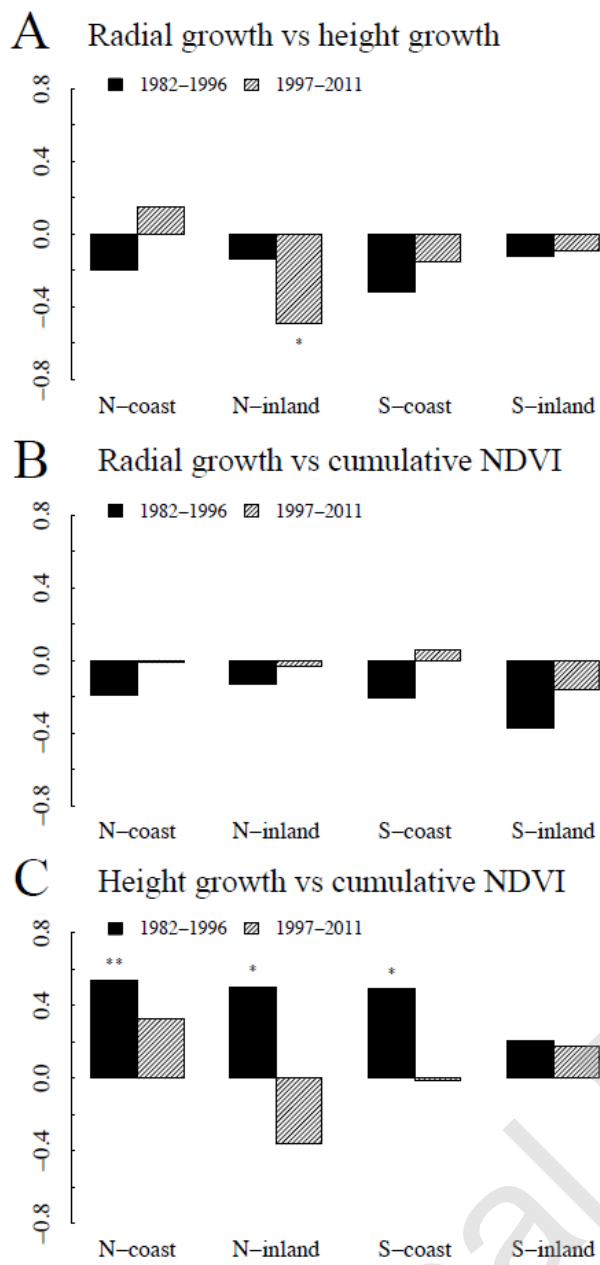 A Radial growth vs height growth
0.8
1982–1996 1997–2011
0.4
0.0
−0.4
*
−0.8
N–coast N–inland S–coast S–inland
B Radial growth vs cumulative NDVI
0.8
1982–1996 1997–2011
0.4
0.0
−0.4
−0.8
N–coast N–inland S–coast S–inland
C Height growth vs cumulative NDVI
0.8
1982–1996 1997–2011
** * *
0.4
0.0
−0.4
−0.8
N–coast N–inland S–coast S–inland